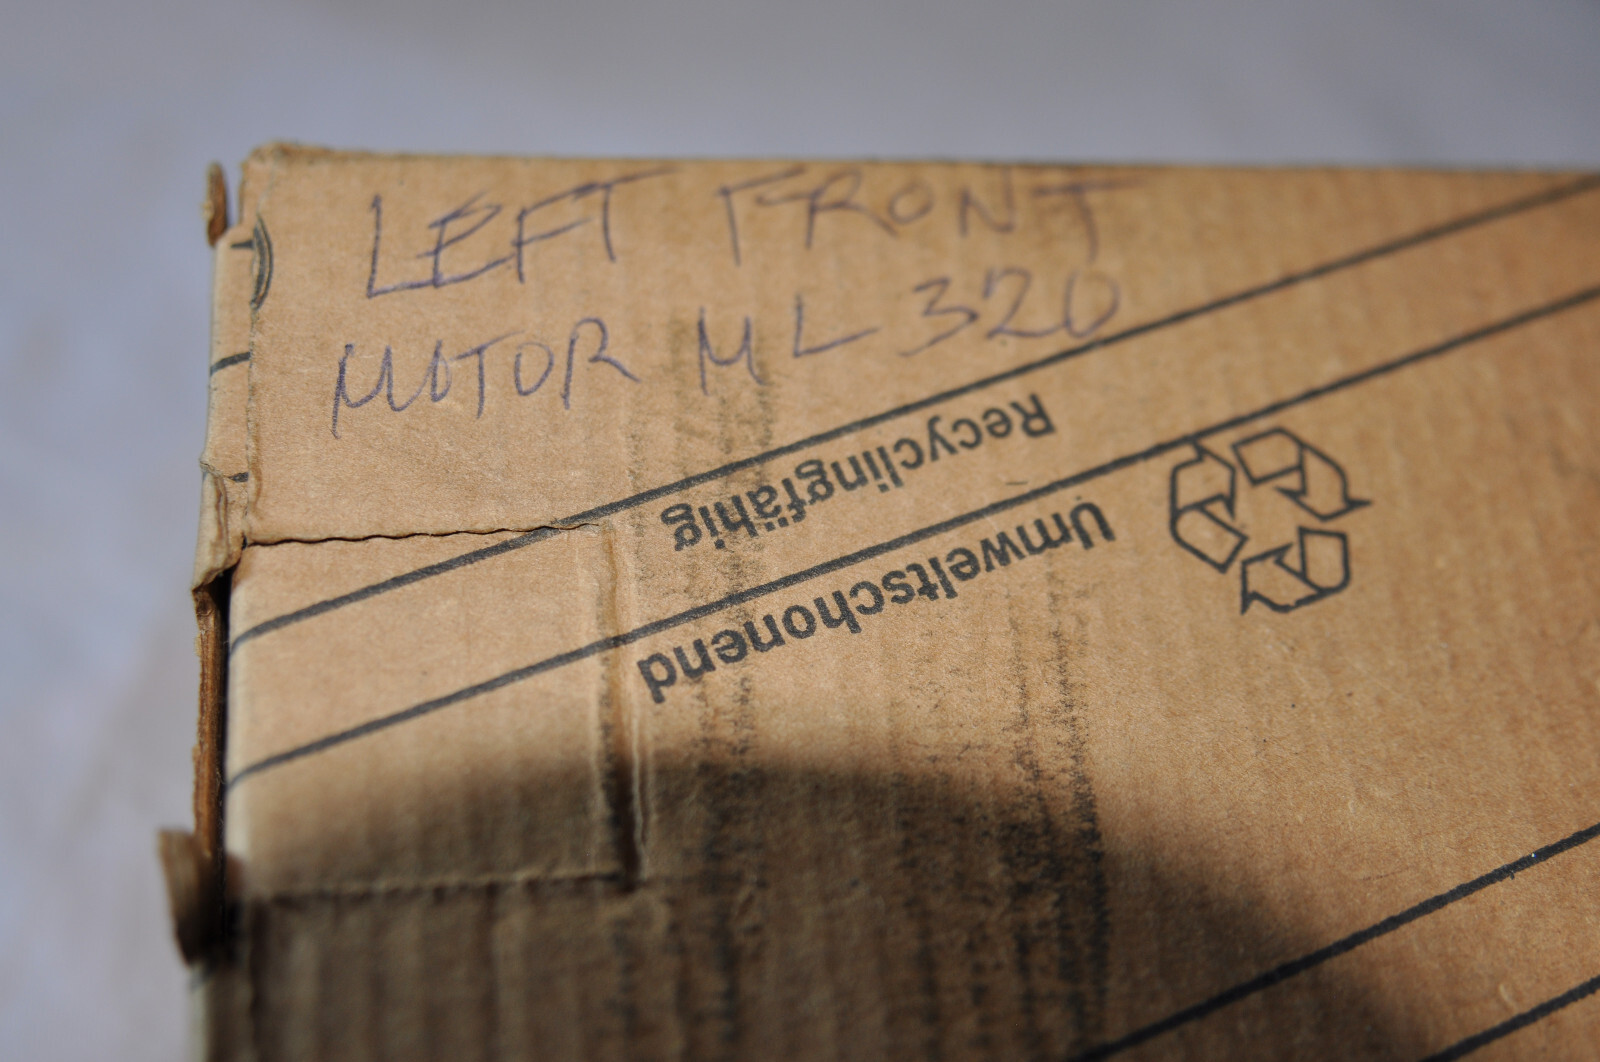 LEFT FRONT
MOTOR ML 320
Recyclingfähig
Umweltschonend